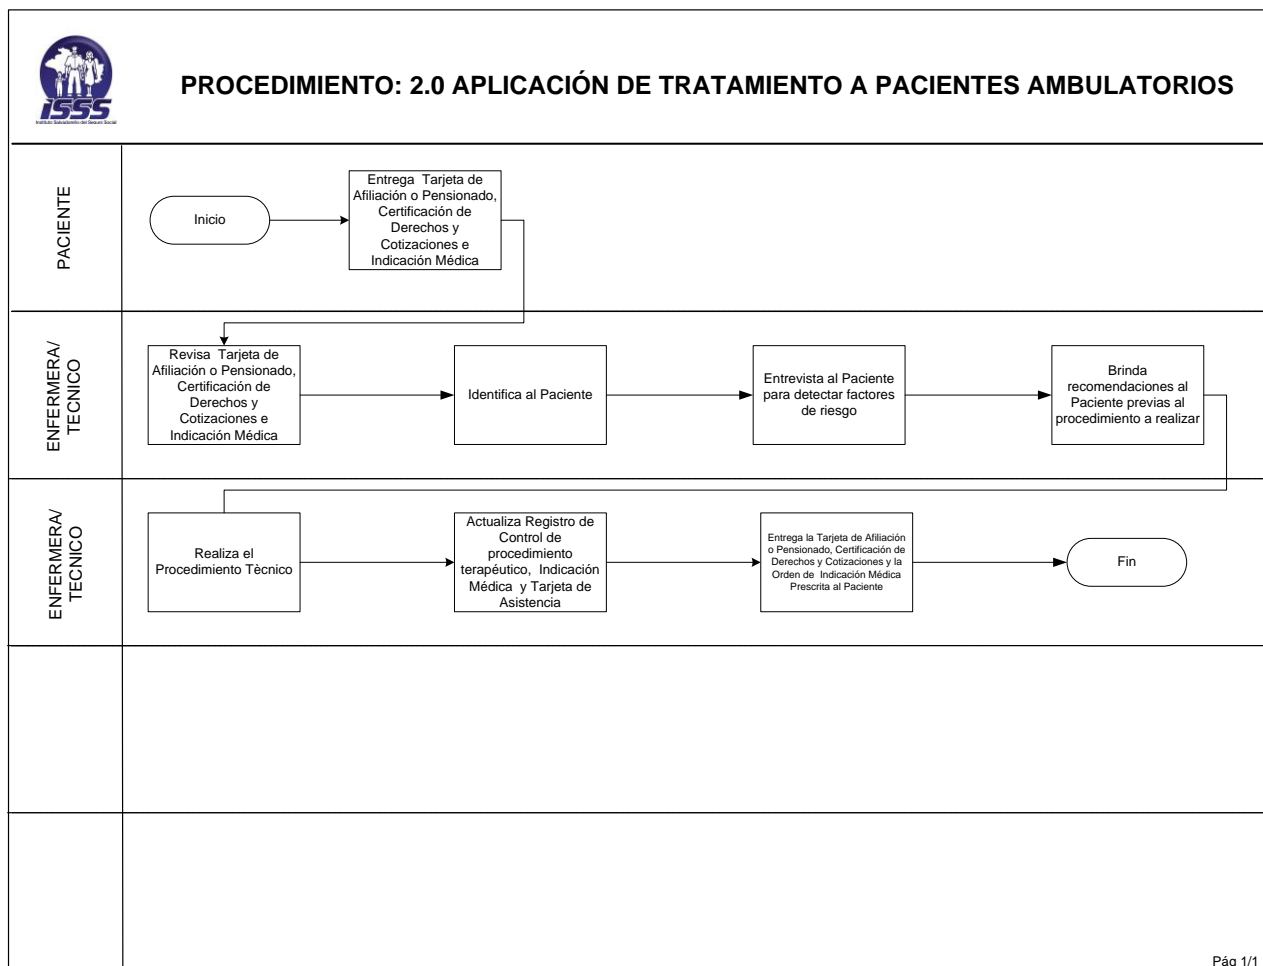 ISSS
Instituto Salvadoreño del Seguro Social
PROCEDIMIENTO: 2.0 APLICACIÓN DE TRATAMIENTO A PACIENTES AMBULATORIOS
PACIENTE
Inicio
Entrega Tarjeta de
Afiliación o Pensionado,
Certificación de
Derechos y
Cotizaciones e
Indicación Médica
ENFERMERA/
TECNICO
Revisa Tarjeta de
Afiliación o Pensionado,
Certificación de
Derechos y
Cotizaciones e
Indicación Médica
Identifica al Paciente
Entrevista al Paciente
para detectar factores
de riesgo
Brinda
recomendaciones al
Paciente previas al
procedimiento a realizar
ENFERMERA/
TECNICO
Realiza el
Procedimiento Tècnico
Actualiza Registro de
Control de
procedimiento
terapéutico, Indicación
Médica y Tarjeta de
Asistencia
Entrega la Tarjeta de Afiliación
o Pensionado, Certificación de
Derechos y Cotizaciones y la
Orden de Indicación Médica
Prescrita al Paciente
Fin
Pág 1/1